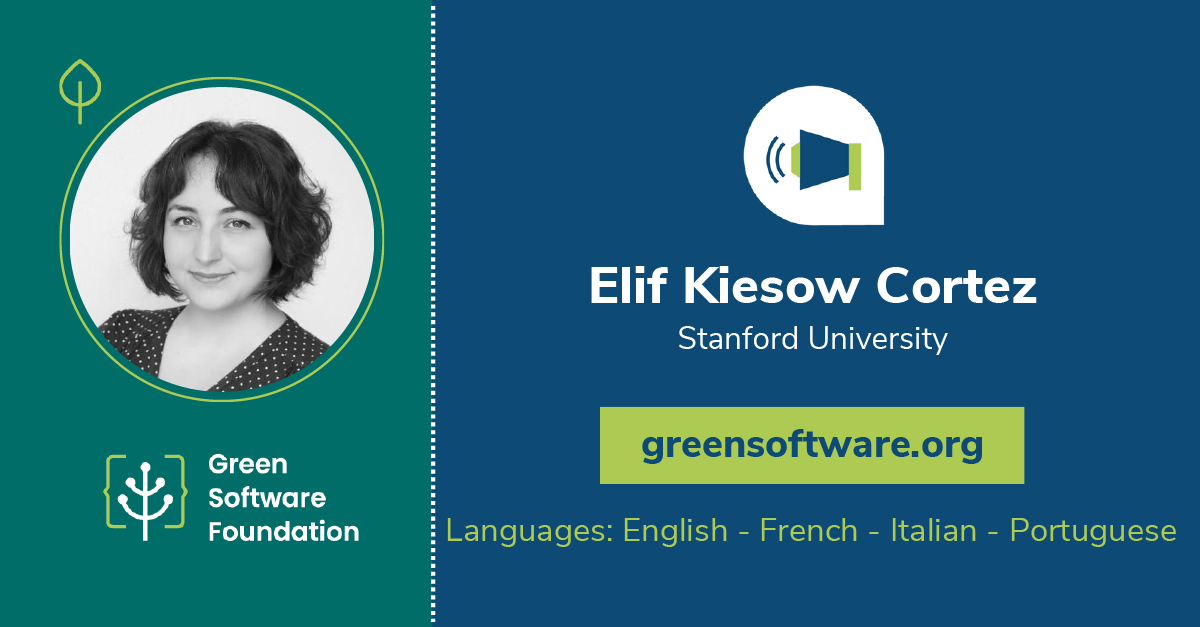 Green
Software
Foundation
Elif Kiesow Cortez
Stanford University
greensoftware.org
Languages: English - French - Italian - Portuguese